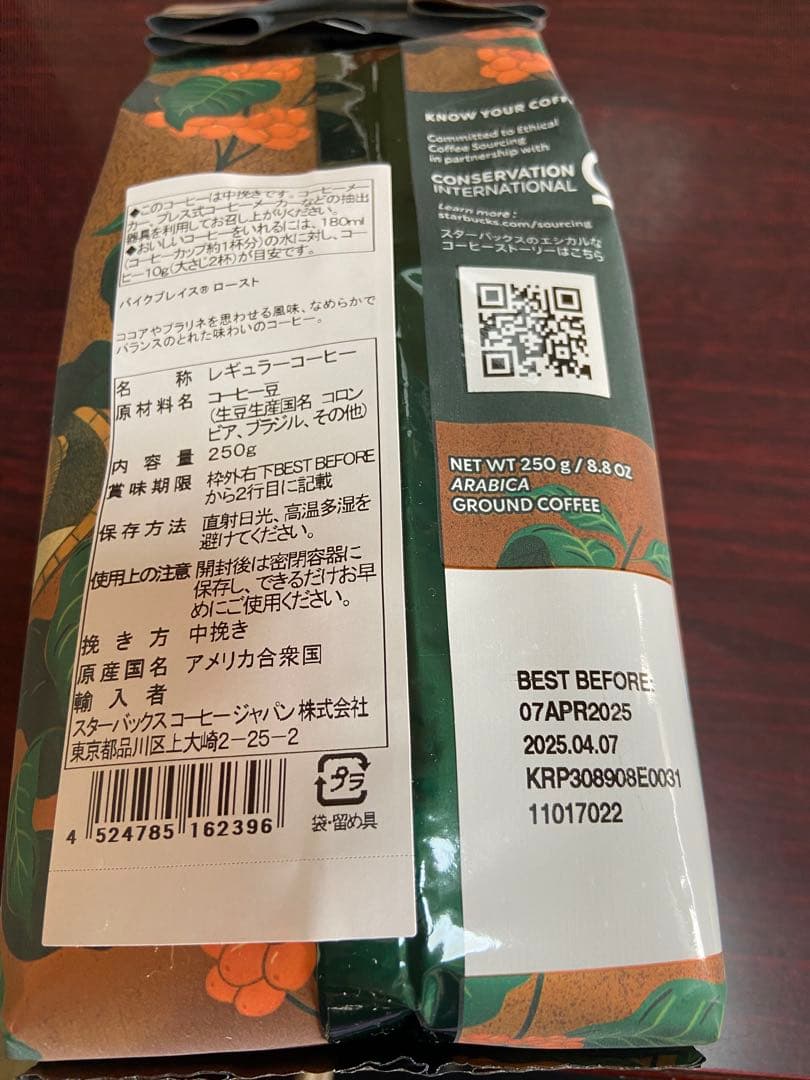 ◆このコーヒーは中挽きです。コーヒーメー
カー、プレス式コーヒーメーカーなどの抽出
器具を利用してお召し上がりください。
◆おいしいコーヒーをいれるには、180ml
(コーヒーカップ約1杯分)の水に対し、コー
ヒー10g(大さじ2杯)が目安です。
パイクプレイス® ロースト
ココアやプラリネを思わせる風味、なめらかで
バランスのとれた味わいのコーヒー。
名 称 レギュラーコーヒー
原材料名 コーヒー豆
(生豆生産国名 コロン
ビア、ブラジル、その他)
内容量 250g
賞味期限 枠外右下BEST BEFORE
から2行目に記載
保存方法 直射日光、高温多湿を
避けてください。
使用上の注意 開封後は密閉容器に
保存し、できるだけお早
めにご使用ください。
挽き方 中挽き
原産国名 アメリカ合衆国
輸入者
スターバックス コーヒー ジャパン 株式会社
東京都品川区上大崎2-25-2
4 524785 162396
プラ
袋・留め具
KNOW YOUR COFF
Committed to Ethical
Coffee Sourcing
in partnership with
CONSERVATION
INTERNATIONAL
Learn more:
starbucks.com/sourcing
スターバックスのエシカルな
コーヒーストーリーはこちら
NET WT 250 g / 8.8 OZ
ARABICA
GROUND COFFEE
BEST BEFORE:
07APR2025
2025.04.07
KRP308908E0031
11017022